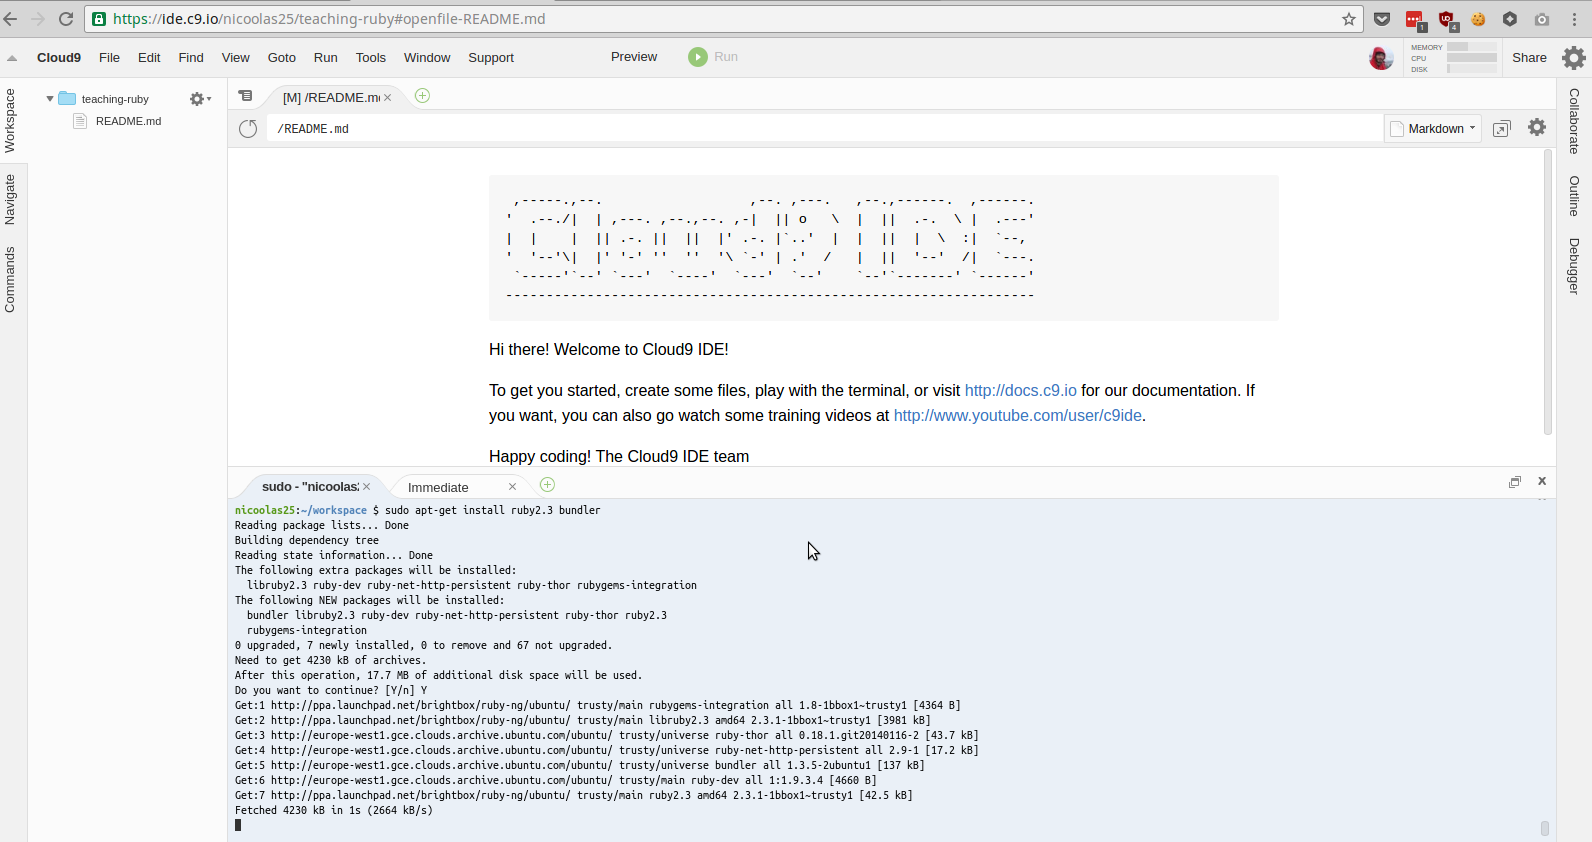 https://ide.c9.io/nicoolas25/teaching-ruby#openfile-README.md
1
4
Cloud9 File Edit Find View Goto Run Tools Window Support Preview Run
MEMORY
CPU
DISK
Share
Workspace
Navigate
Commands
teaching-ruby
README.md
[M] /README.m
/README.md
Markdown
Collaborate
Outline
Debugger
Cloud9 IDE
Hi there! Welcome to Cloud9 IDE!
To get you started, create some files, play with the terminal, or visit http://docs.c9.io for our documentation. If
you want, you can also go watch some training videos at http://www.youtube.com/user/c9ide.
Happy coding! The Cloud9 IDE team
sudo - "nicoolas2
Immediate
nicoolas25:~/workspace $ sudo apt-get install ruby2.3 bundler
Reading package lists... Done
Building dependency tree
Reading state information... Done
The following extra packages will be installed:
libruby2.3 ruby-dev ruby-net-http-persistent ruby-thor rubygems-integration
The following NEW packages will be installed:
bundler libruby2.3 ruby-dev ruby-net-http-persistent ruby-thor ruby2.3
rubygems-integration
0 upgraded, 7 newly installed, 0 to remove and 67 not upgraded.
Need to get 4230 kB of archives.
After this operation, 17.7 MB of additional disk space will be used.
Do you want to continue? [Y/n] Y
Get:1 http://ppa.launchpad.net/brightbox/ruby-ng/ubuntu/ trusty/main rubygems-integration all 1.8-1bbox1~trusty1 [4364 B]
Get:2 http://ppa.launchpad.net/brightbox/ruby-ng/ubuntu/ trusty/main libruby2.3 amd64 2.3.1-1bbox1~trusty1 [3981 kB]
Get:3 http://europe-west1.gce.clouds.archive.ubuntu.com/ubuntu/ trusty/universe ruby-thor all 0.18.1.git20140116-2 [43.7 kB]
Get:4 http://europe-west1.gce.clouds.archive.ubuntu.com/ubuntu/ trusty/universe ruby-net-http-persistent all 2.9-1 [17.2 kB]
Get:5 http://europe-west1.gce.clouds.archive.ubuntu.com/ubuntu/ trusty/universe bundler all 1.3.5-2ubuntu1 [137 kB]
Get:6 http://europe-west1.gce.clouds.archive.ubuntu.com/ubuntu/ trusty/main ruby-dev all 1:1.9.3.4 [4660 B]
Get:7 http://ppa.launchpad.net/brightbox/ruby-ng/ubuntu/ trusty/main ruby2.3 amd64 2.3.1-1bbox1~trusty1 [42.5 kB]
Fetched 4230 kB in 1s (2664 kB/s)